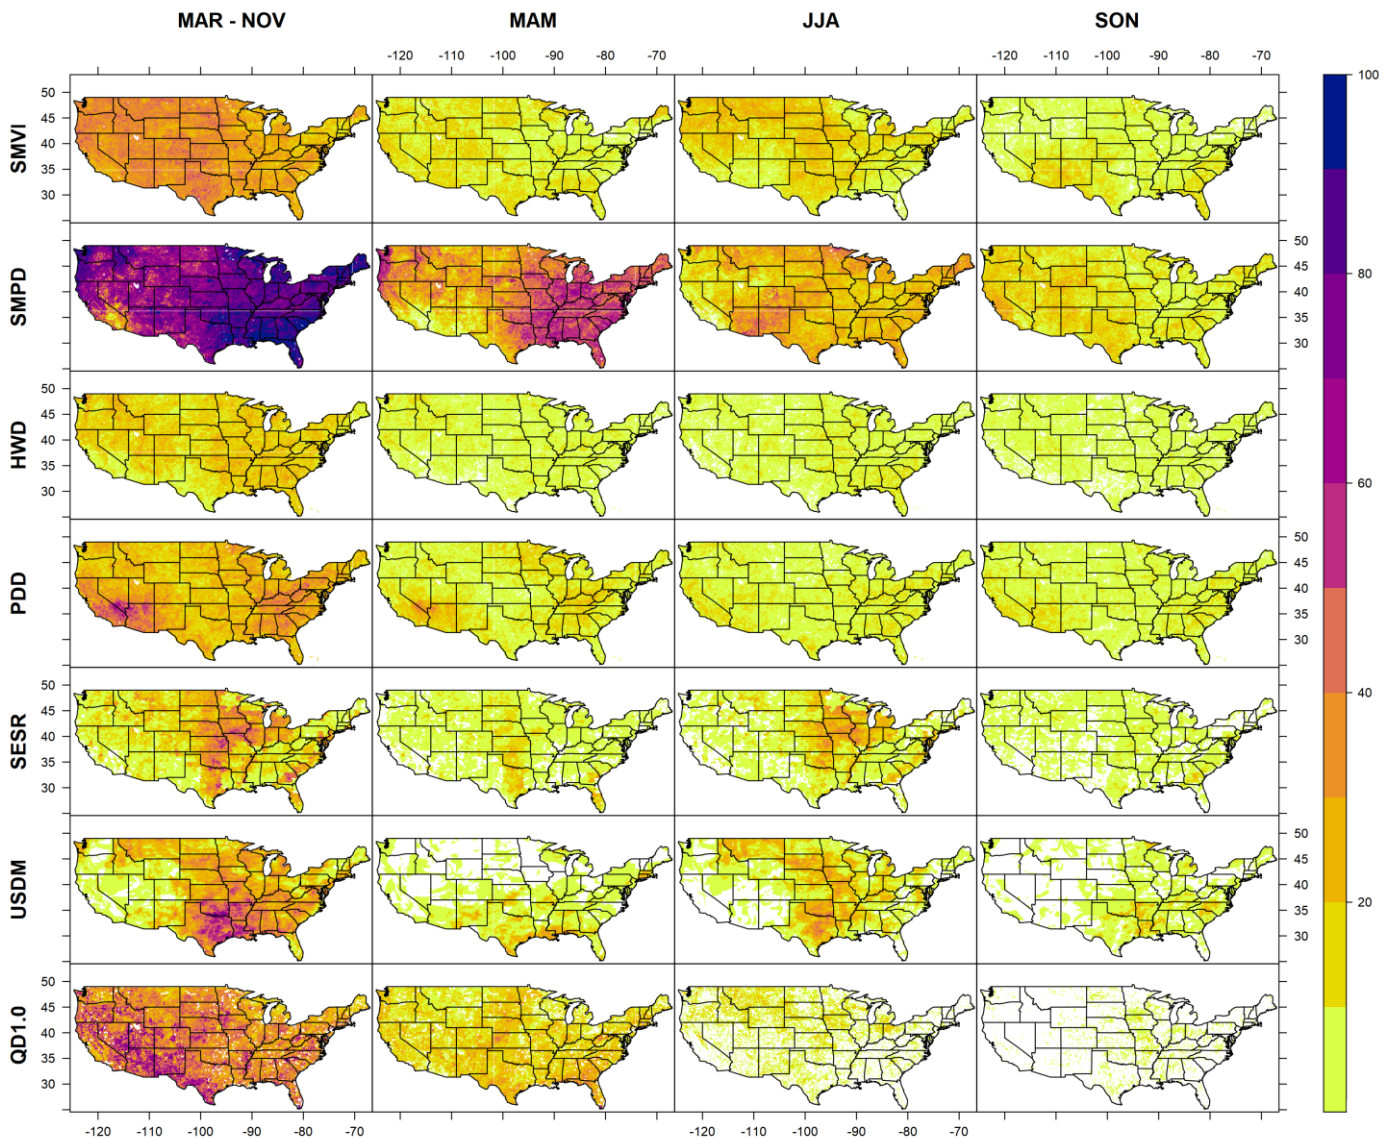 MAR - NOV MAM JJA SON
-120 -110 -100 -90 -80 -70 -120 -110 -100 -90 -80 -70
SMVI 50 45 40 35 30 100
SMPD 50 45 40 35 30 80
HWD 50 45 40 35 30 60
PDD 50 45 40 35 30
SESR 50 45 40 35 30 40
USDM 50 45 40 35 30 20
QD1.0 50 45 40 35 30
-120 -110 -100 -90 -80 -70 -120 -110 -100 -90 -80 -70